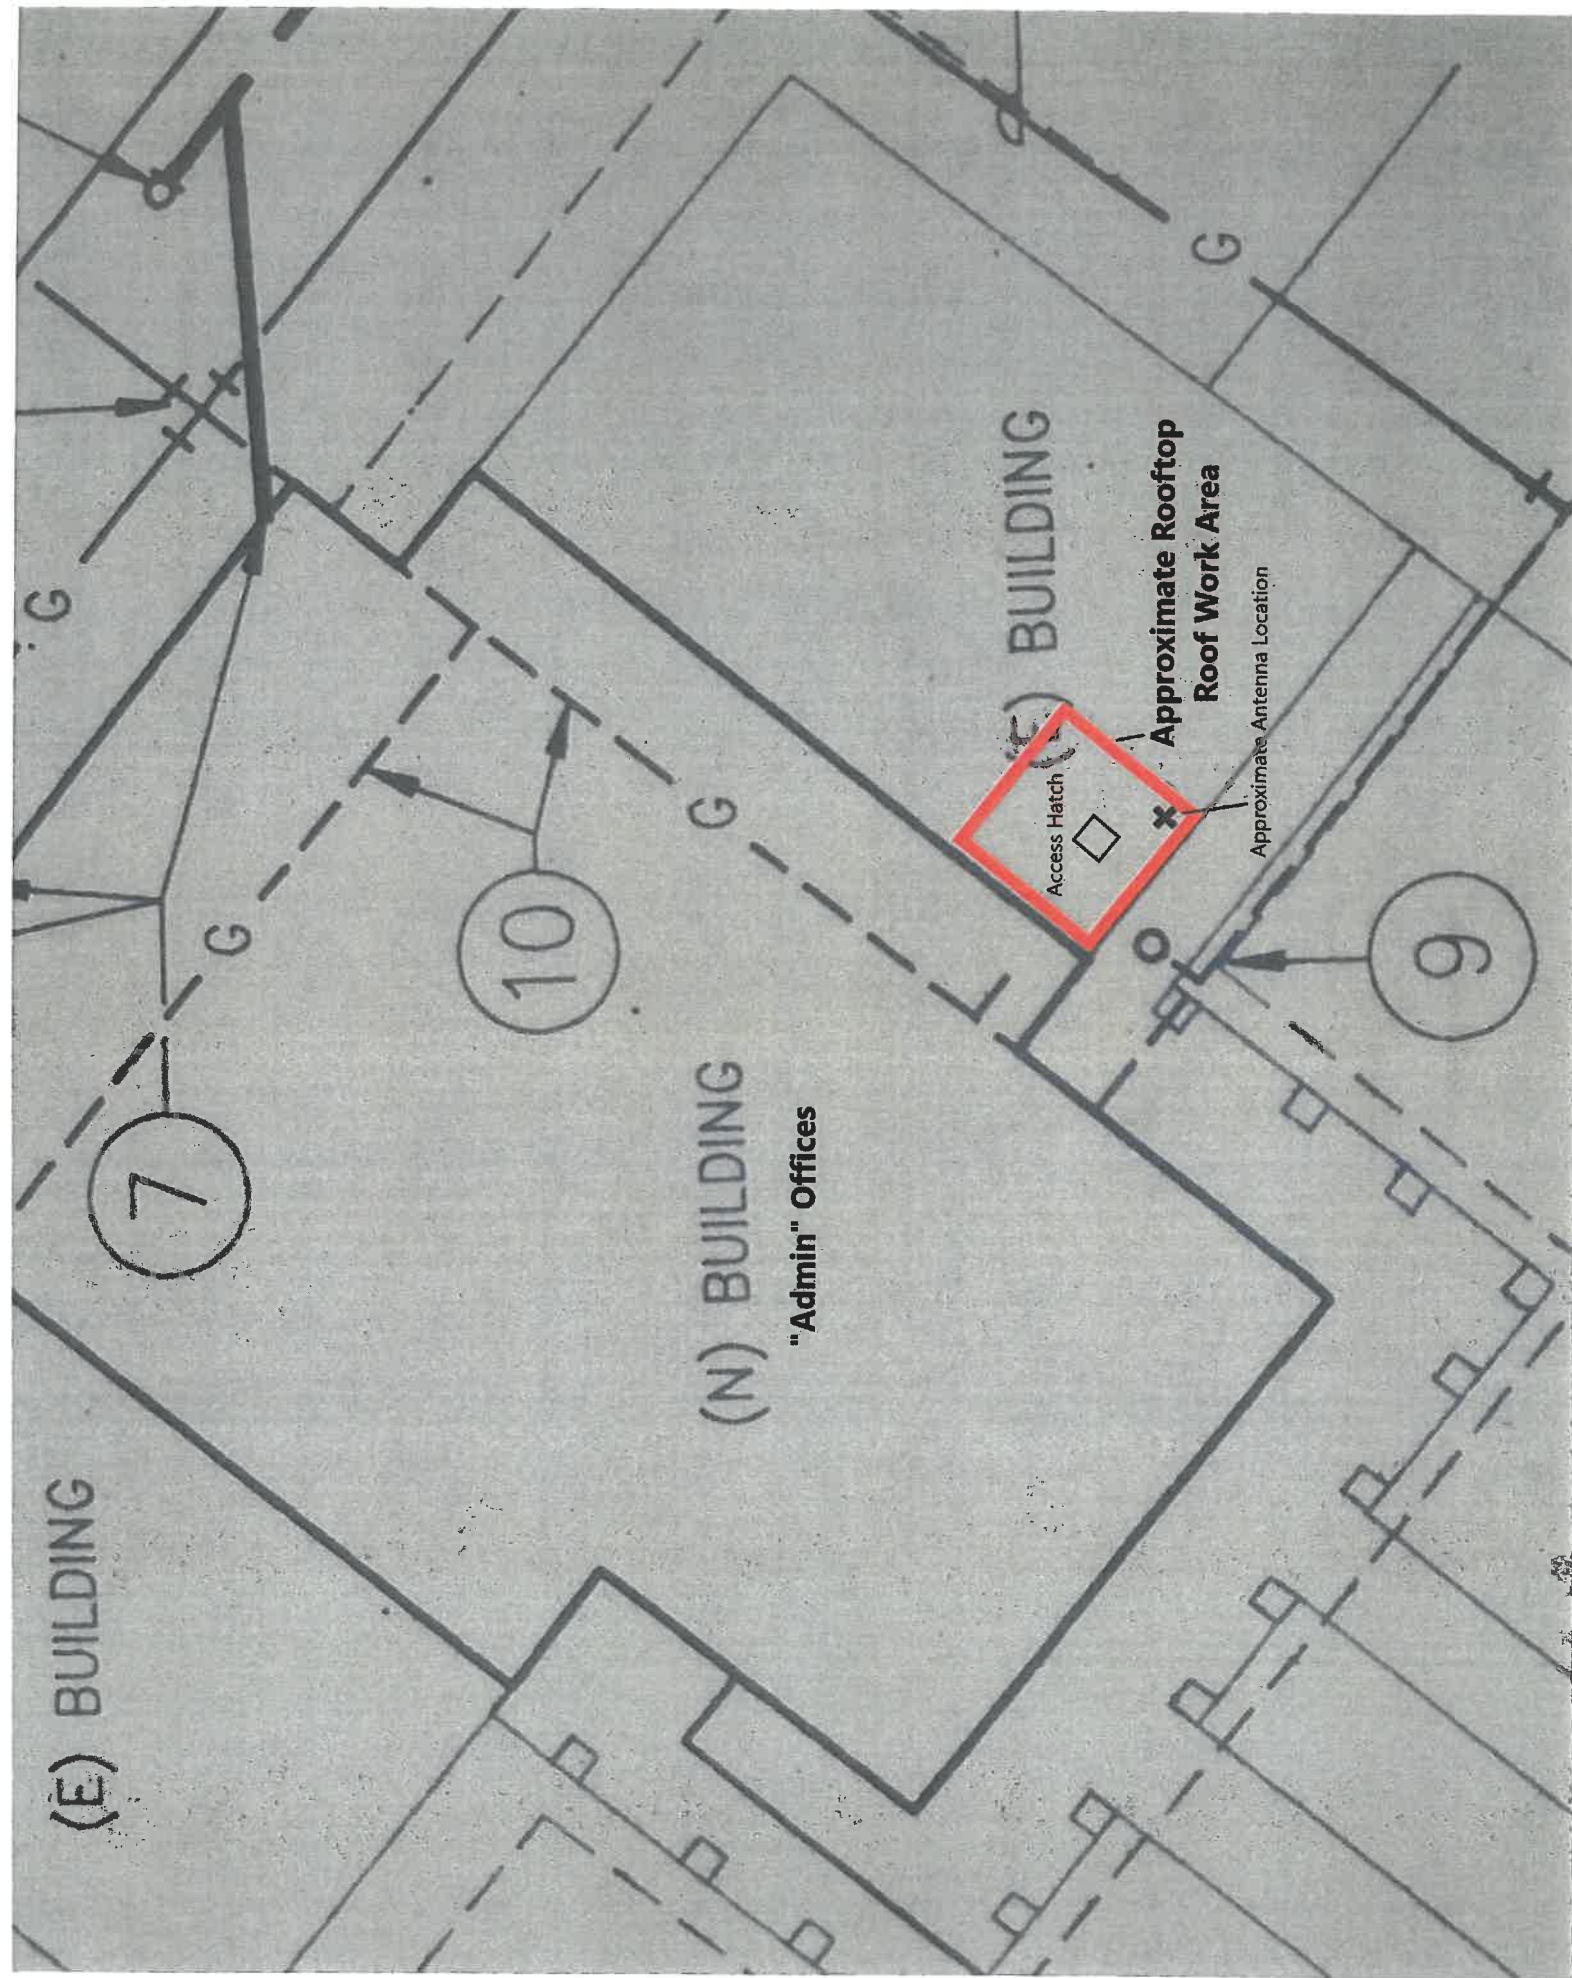 (E) BUILDING
7
G
G
10
G
(N) BUILDING
"Admin" Offices
(E) BUILDING
Access Hatch
Approximate Rooftop
Roof Work Area
Approximate Antenna Location
G
9